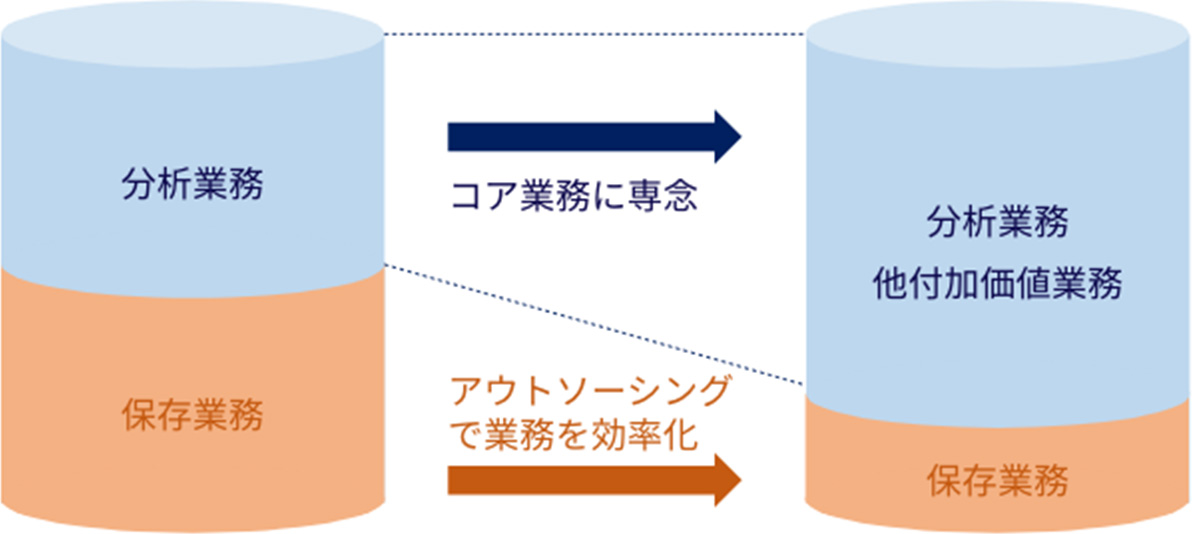 分析業務
保存業務
コア業務に専念
アウトソーシング
で業務を効率化
分析業務
他付加価値業務
保存業務